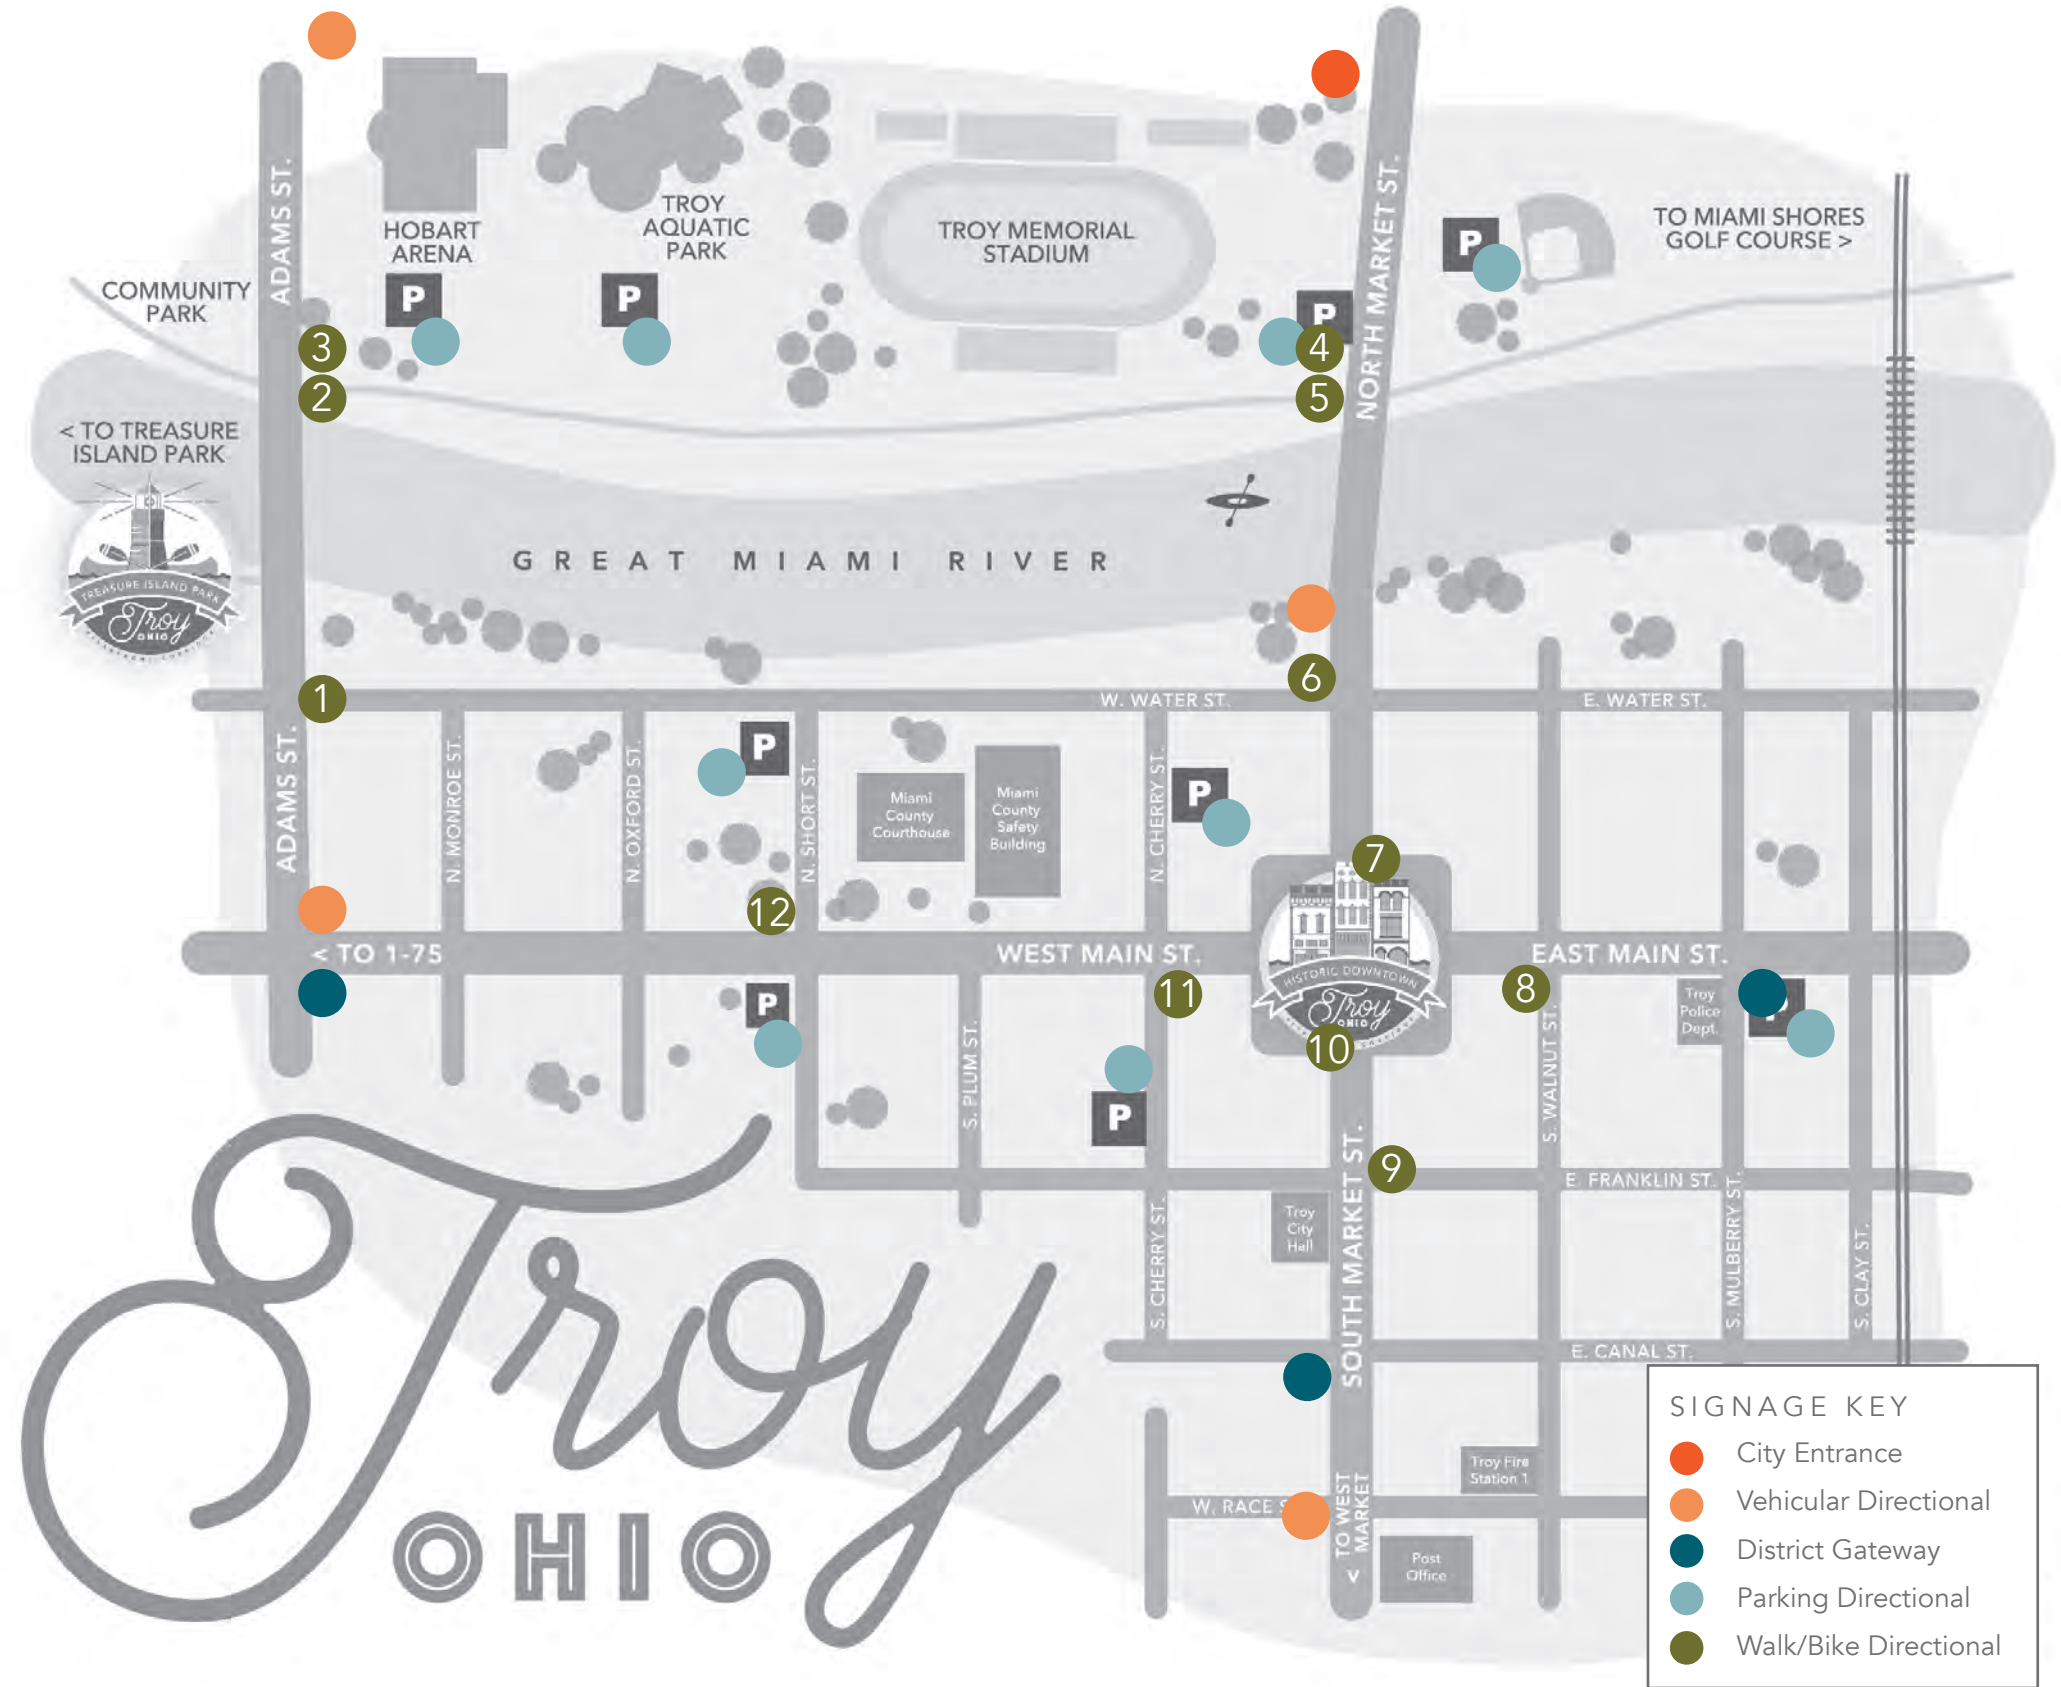 ADAMS ST.
HOBART
ARENA
TROY
AQUATIC
PARK
TROY MEMORIAL
STADIUM
NORTH MARKET ST.
TO MIAMI SHORES
GOLF COURSE >
COMMUNITY
PARK
P
P
P
P
3
2
4
5
< TO TREASURE
ISLAND PARK
TREASURE ISLAND PARK
Troy
OHIO
GREAT MIAMI RIVER
1
6
W. WATER ST.
E. WATER ST.
ADAMS ST.
N. MONROE ST.
N. OXFORD ST.
P
N. SHORT ST.
Miami
County
Courthouse
Miami
County
Safety
Building
N. CHERRY ST.
P
7
12
< TO 1-75
WEST MAIN ST.
EAST MAIN ST.
HISTORIC DOWNTOWN
Troy
OHIO
11
8
10
P
S. PLUM ST.
P
S. WALNUT ST.
Troy
Police
Dept.
P
9
E. FRANKLIN ST.
Troy
City
Hall
S. CHERRY ST.
SOUTH MARKET ST.
S. MULBERRY ST.
S. CLAY ST.
E. CANAL ST.
Troy Fire
Station 1
W. RACE S
TO WEST
MARKET
<
Post
Office
Troy
OHIO
SIGNAGE KEY
City Entrance
Vehicular Directional
District Gateway
Parking Directional
Walk/Bike Directional